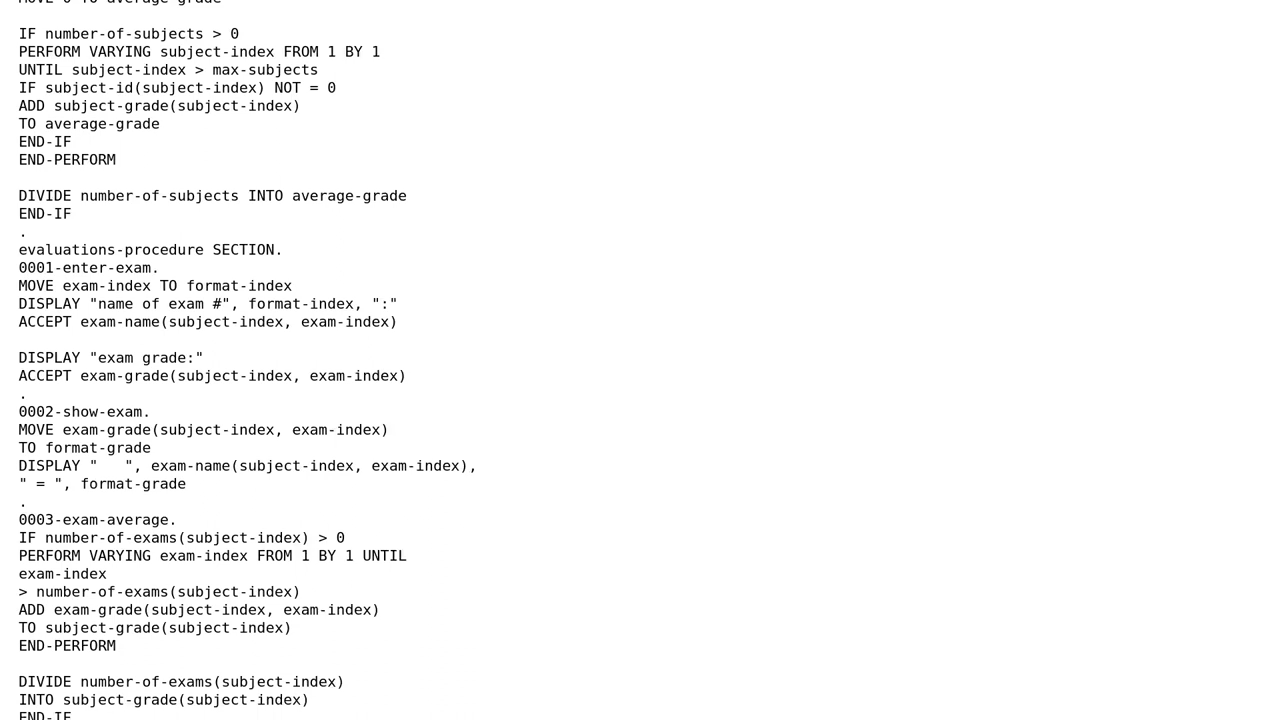 MOVE 0 TO average-grade
IF number-of-subjects > 0
PERFORM VARYING subject-index FROM 1 BY 1
UNTIL subject-index > max-subjects
IF subject-id(subject-index) NOT = 0
ADD subject-grade(subject-index)
TO average-grade
END-IF
END-PERFORM
DIVIDE number-of-subjects INTO average-grade
END-IF
.
evaluations-procedure SECTION.
0001-enter-exam.
MOVE exam-index TO format-index
DISPLAY "name of exam #", format-index, ":"
ACCEPT exam-name(subject-index, exam-index)
DISPLAY "exam grade:"
ACCEPT exam-grade(subject-index, exam-index)
.
0002-show-exam.
MOVE exam-grade(subject-index, exam-index)
TO format-grade
DISPLAY "   ", exam-name(subject-index, exam-index),
" = ", format-grade
.
0003-exam-average.
IF number-of-exams(subject-index) > 0
PERFORM VARYING exam-index FROM 1 BY 1 UNTIL
exam-index
> number-of-exams(subject-index)
ADD exam-grade(subject-index, exam-index)
TO subject-grade(subject-index)
END-PERFORM
DIVIDE number-of-exams(subject-index)
INTO subject-grade(subject-index)
END-IF